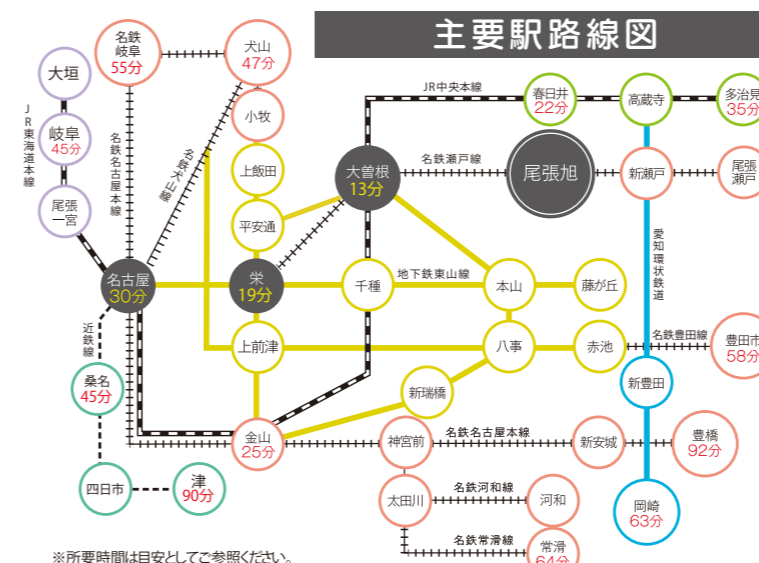 主要駅路線図
名鉄
岐阜
55分
犬山
47分
大垣
JR東海道本線
岐阜
45分
尾張
一宮
名鉄名古屋本線
名鉄犬山線
小牧
上飯田
平安通
JR中央本線
春日井
22分
高蔵寺
多治見
35分
大曽根
13分
名鉄瀬戸線
尾張旭
新瀬戸
尾張
瀬戸
愛知環状鉄道
名古屋
30分
栄
19分
千種
地下鉄東山線
本山
藤が丘
近鉄線
上前津
八事
赤池
名鉄豊田線
豊田市
58分
桑名
45分
新瑞橋
新豊田
金山
25分
神宮前
名鉄名古屋本線
新安城
豊橋
92分
四日市
津
90分
太田川
名鉄河和線
河和
岡崎
63分
名鉄常滑線
常滑
64分
※所要時間は目安としてご参照ください。